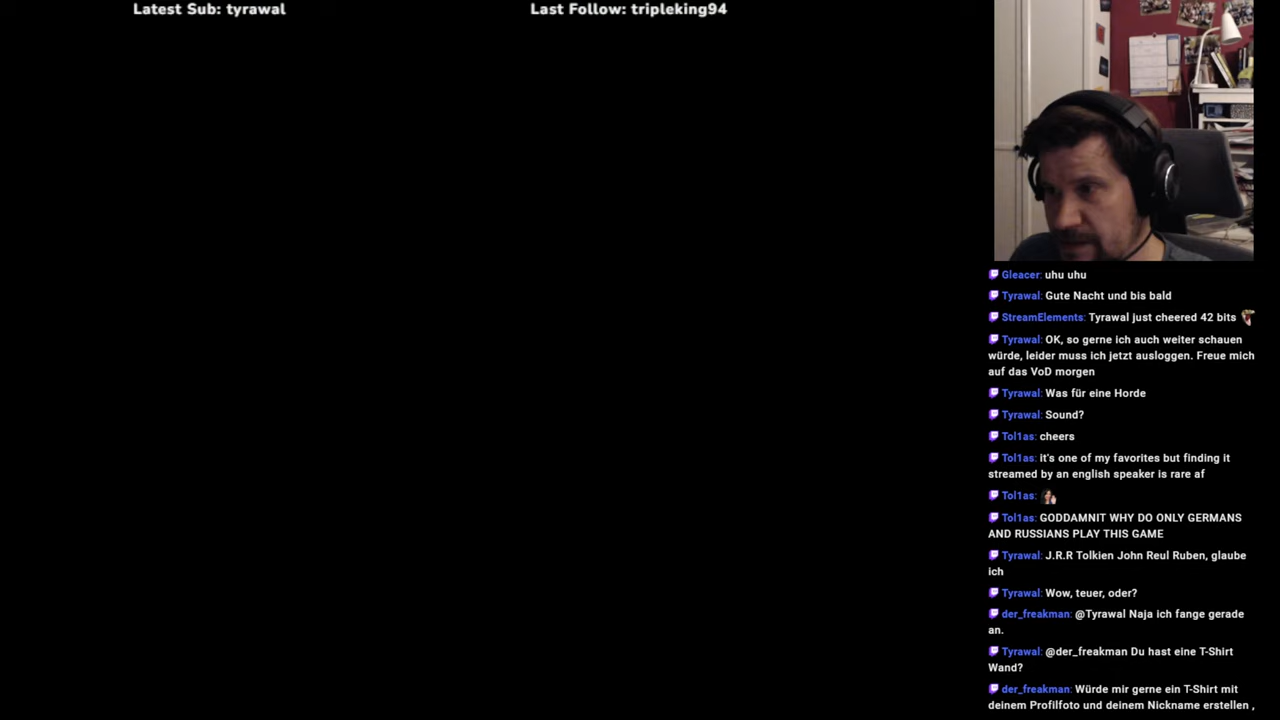 Latest Sub: tyrawal
Last Follow: tripleking94
Gleacer: uhu uhu
Tyrawal: Gute Nacht und bis bald
StreamElements: Tyrawal just cheered 42 bits
Tyrawal: OK, so gerne ich auch weiter schauen
würde, leider muss ich jetzt ausloggen. Freue mich
auf das VoD morgen
Tyrawal: Was für eine Horde
Tyrawal: Sound?
Tol1as: cheers
Tol1as: it's one of my favorites but finding it
streamed by an english speaker is rare af
Tol1as:
Tol1as: GODDAMNIT WHY DO ONLY GERMANS
AND RUSSIANS PLAY THIS GAME
Tyrawal: J.R.R Tolkien John Reul Ruben, glaube
ich
Tyrawal: Wow, teuer, oder?
der_freakman: @Tyrawal Naja ich fange gerade
an.
Tyrawal: @der_freakman Du hast eine T-Shirt
Wand?
der_freakman: Würde mir gerne ein T-Shirt mit
deinem Profilfoto und deinem Nickname erstellen ,